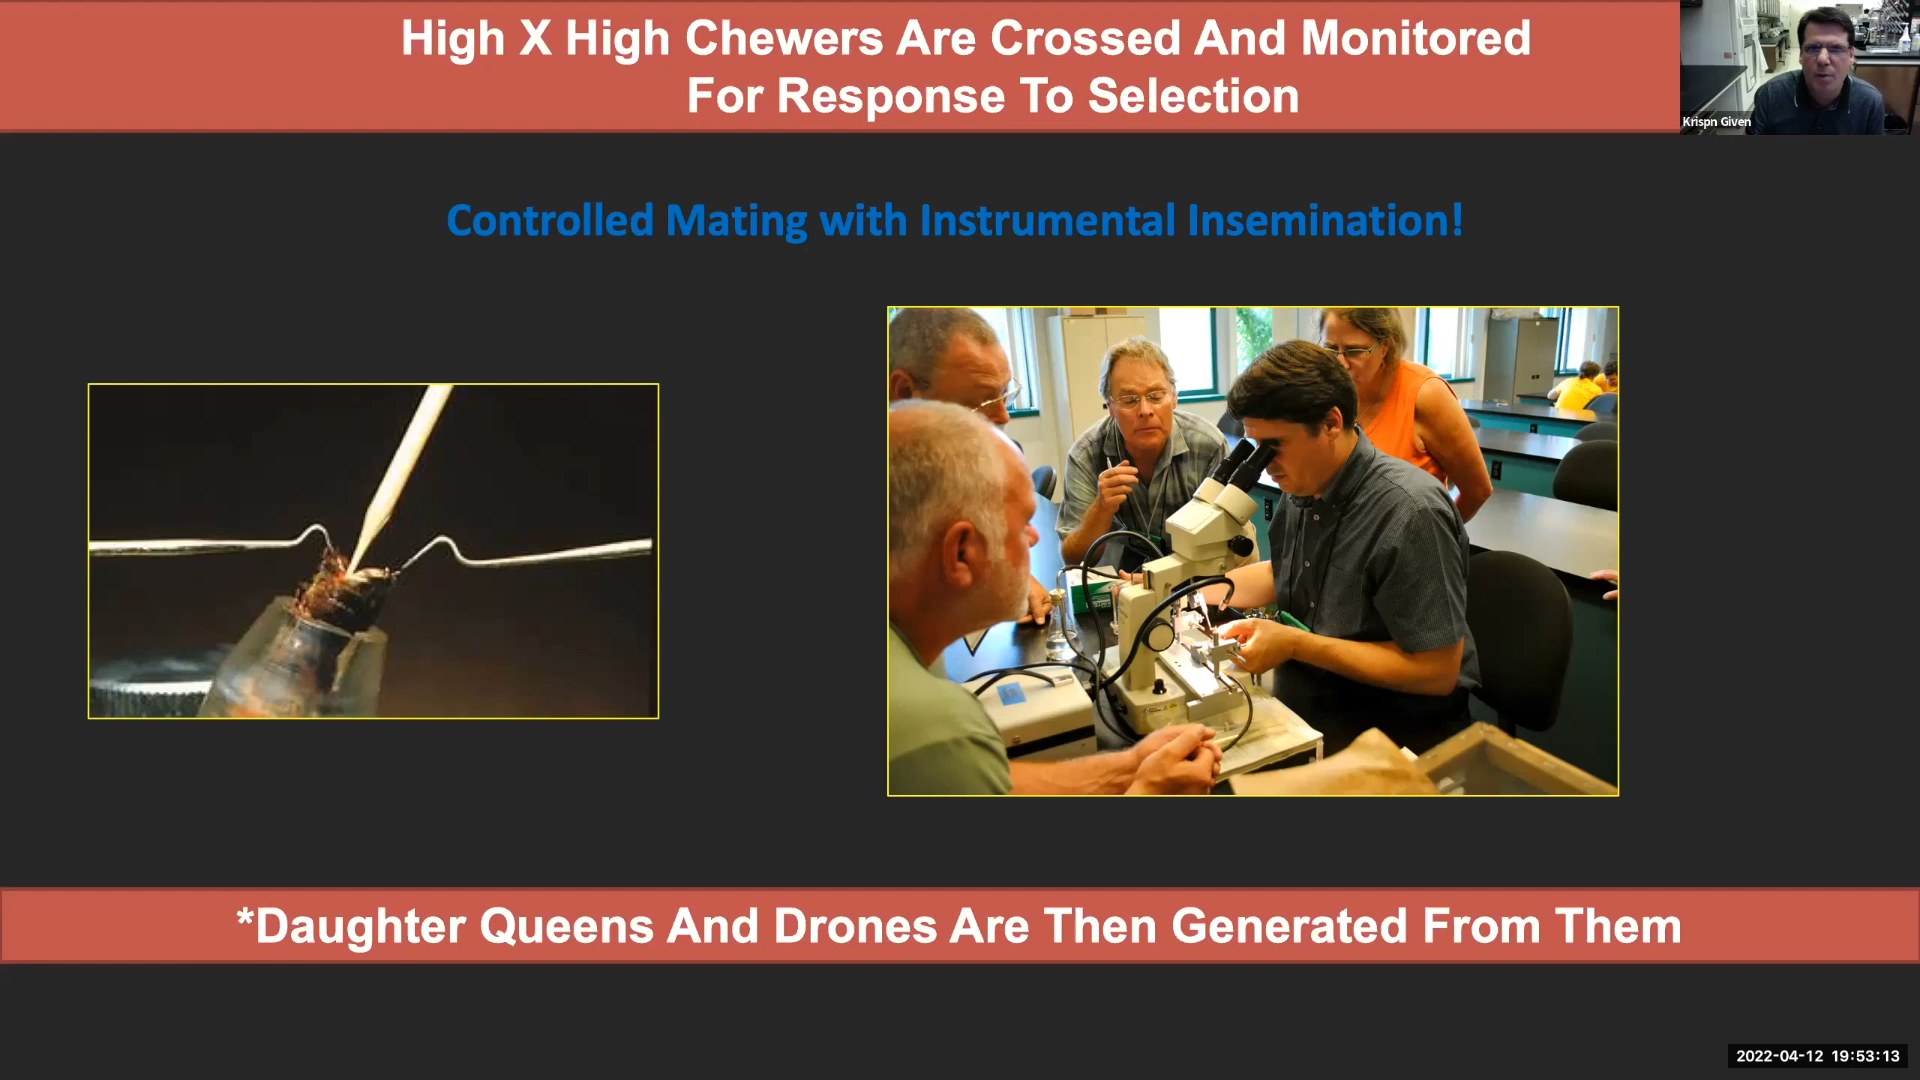 High X High Chewers Are Crossed And Monitored
For Response To Selection
Krispn Given
Controlled Mating with Instrumental Insemination!
*Daughter Queens And Drones Are Then Generated From Them
2022-04-12 19:53:13